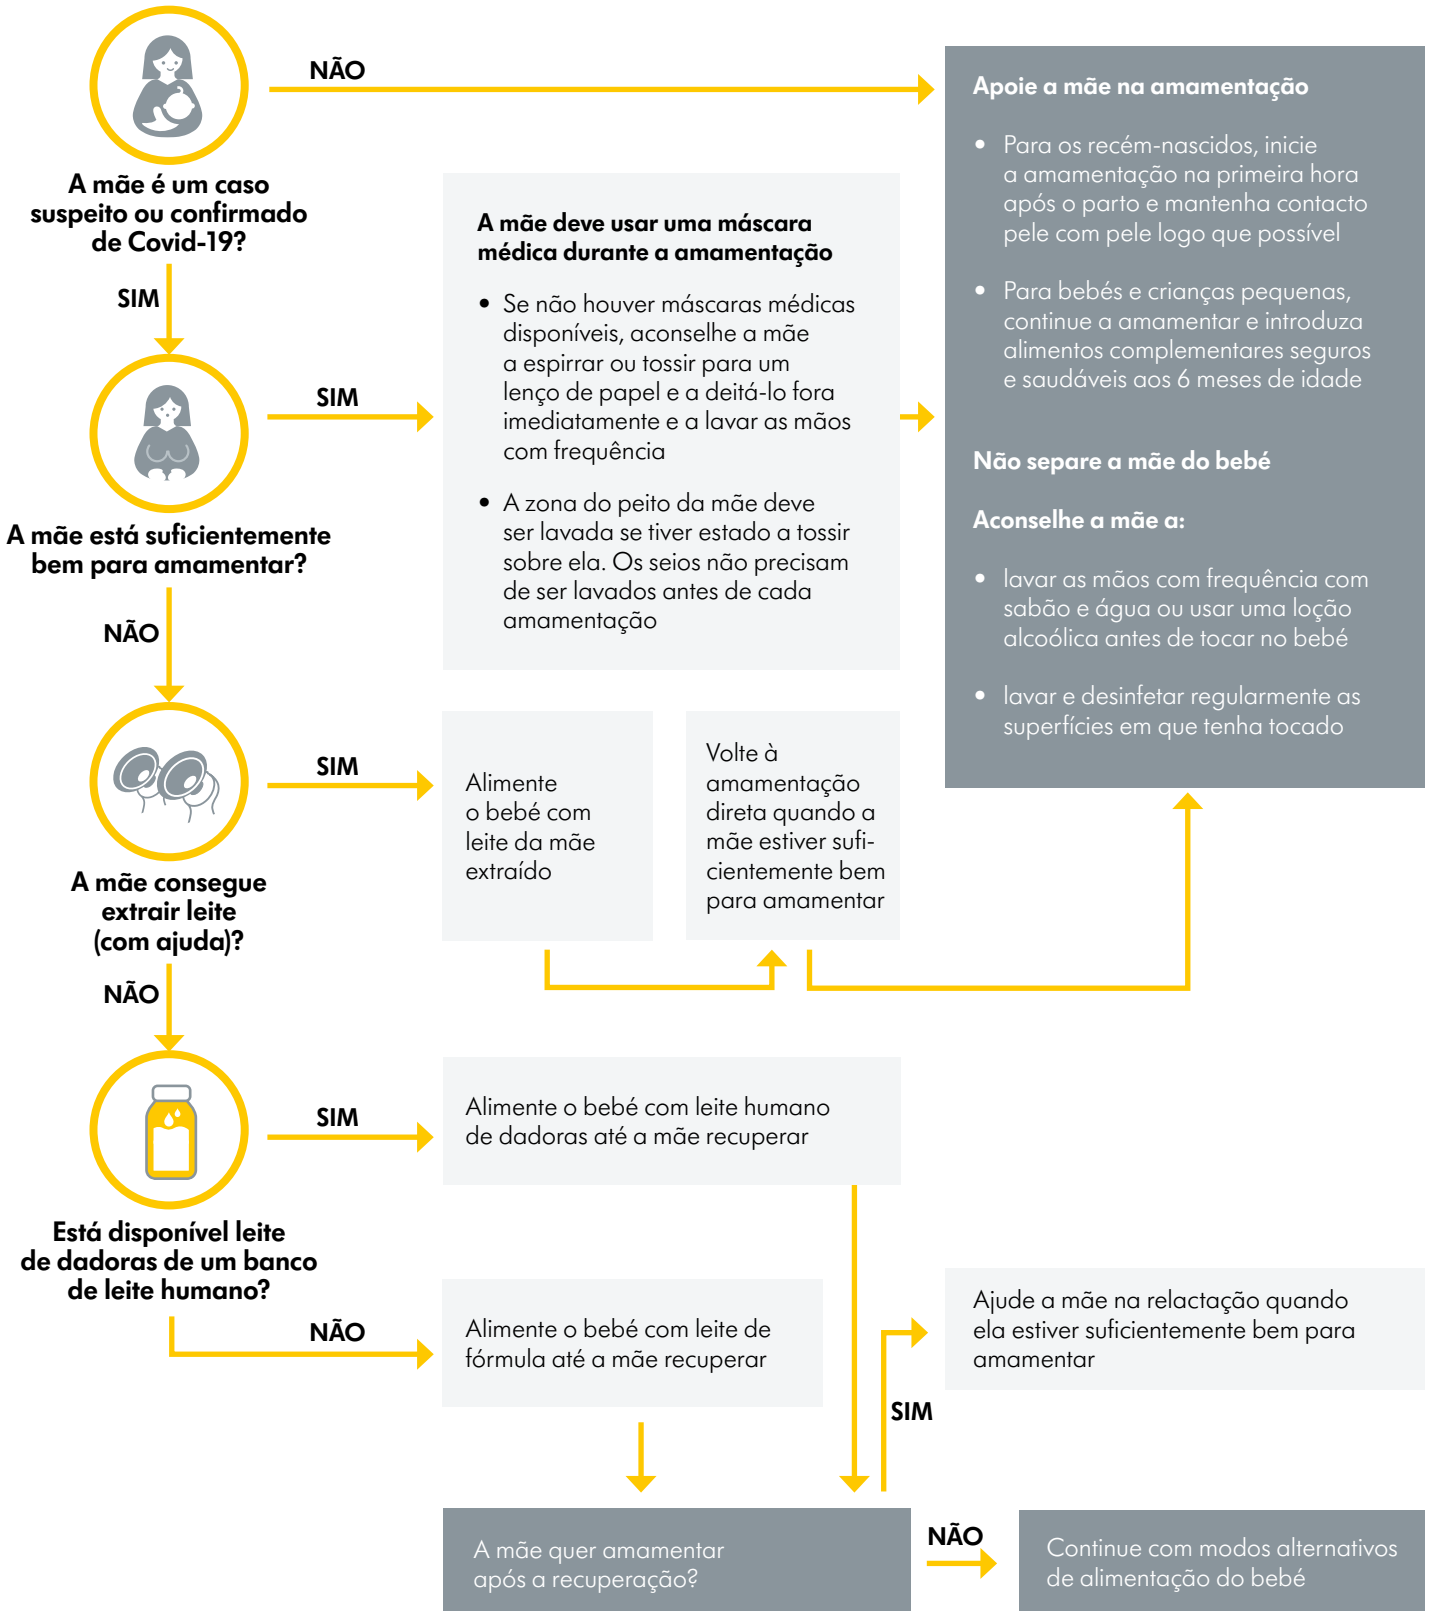 NÃO
A mãe é um caso
suspeito ou confirmado
de Covid-19?
SIM
A mãe deve usar uma máscara
médica durante a amamentação
• Se não houver máscaras médicas
disponíveis, aconselhe a mãe
a espirrar ou tossir para um
lenço de papel e a deitá-lo fora
imediatamente e a lavar as mãos
com frequência
• A zona do peito da mãe deve
ser lavada se tiver estado a tossir
sobre ela. Os seios não precisam
de ser lavados antes de cada
amamentação
Apoie a mãe na amamentação
• Para os recém-nascidos, inicie
a amamentação na primeira hora
após o parto e mantenha contacto
pele com pele logo que possível
• Para bebés e crianças pequenas,
continue a amamentar e introduza
alimentos complementares seguros
e saudáveis aos 6 meses de idade
Não separe a mãe do bebé
Aconselhe a mãe a:
• lavar as mãos com frequência com
sabão e água ou usar uma loção
alcoólica antes de tocar no bebé
• lavar e desinfetar regularmente as
superfícies em que tenha tocado
SIM
A mãe está suficientemente
bem para amamentar?
NÃO
SIM
Alimente
o bebé com
leite da mãe
extraído
Volte à
amamentação
direta quando a
mãe estiver sufi-
cientemente bem
para amamentar
A mãe consegue
extrair leite
(com ajuda)?
NÃO
SIM
Alimente o bebé com leite humano
de dadoras até a mãe recuperar
Está disponível leite
de dadoras de um banco
de leite humano?
NÃO
Alimente o bebé com leite de
fórmula até a mãe recuperar
Ajude a mãe na relactação quando
ela estiver suficientemente bem para
amamentar
SIM
A mãe quer amamentar
após a recuperação?
NÃO
Continue com modos alternativos
de alimentação do bebé